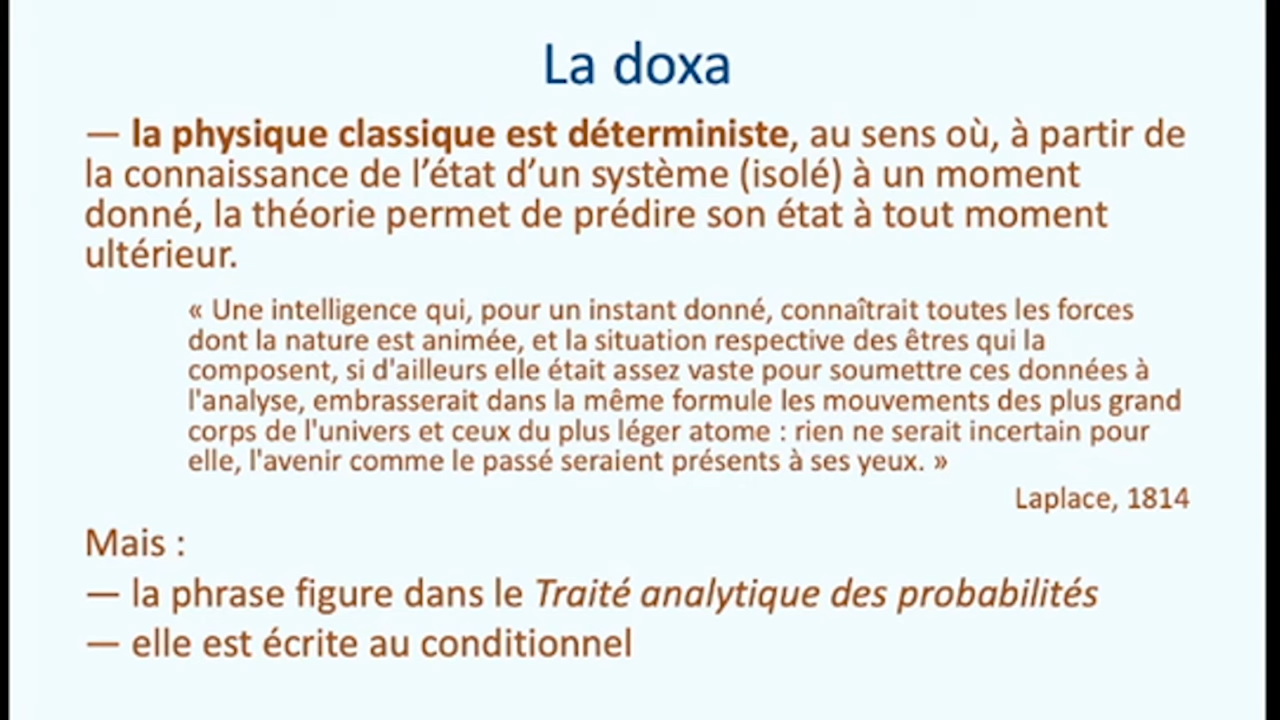 La doxa
— la physique classique est déterministe, au sens où, à partir de
la connaissance de l’état d’un système (isolé) à un moment
donné, la théorie permet de prédire son état à tout moment
ultérieur.
« Une intelligence qui, pour un instant donné, connaîtrait toutes les forces
dont la nature est animée, et la situation respective des êtres qui la
composent, si d'ailleurs elle était assez vaste pour soumettre ces données à
l'analyse, embrasserait dans la même formule les mouvements des plus grand
corps de l'univers et ceux du plus léger atome : rien ne serait incertain pour
elle, l'avenir comme le passé seraient présents à ses yeux. »
Laplace, 1814
Mais :
— la phrase figure dans le Traité analytique des probabilités
— elle est écrite au conditionnel